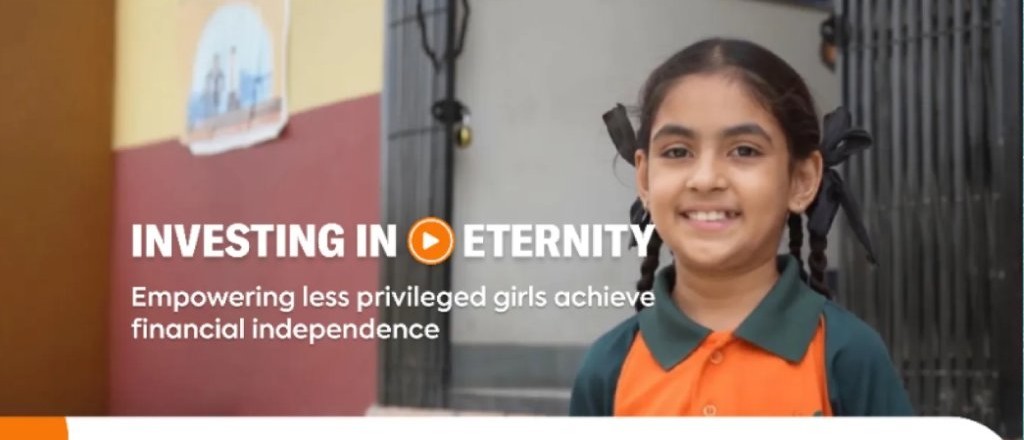 INVESTING IN ETERNITY
Empowering less privileged girls achieve
financial independence